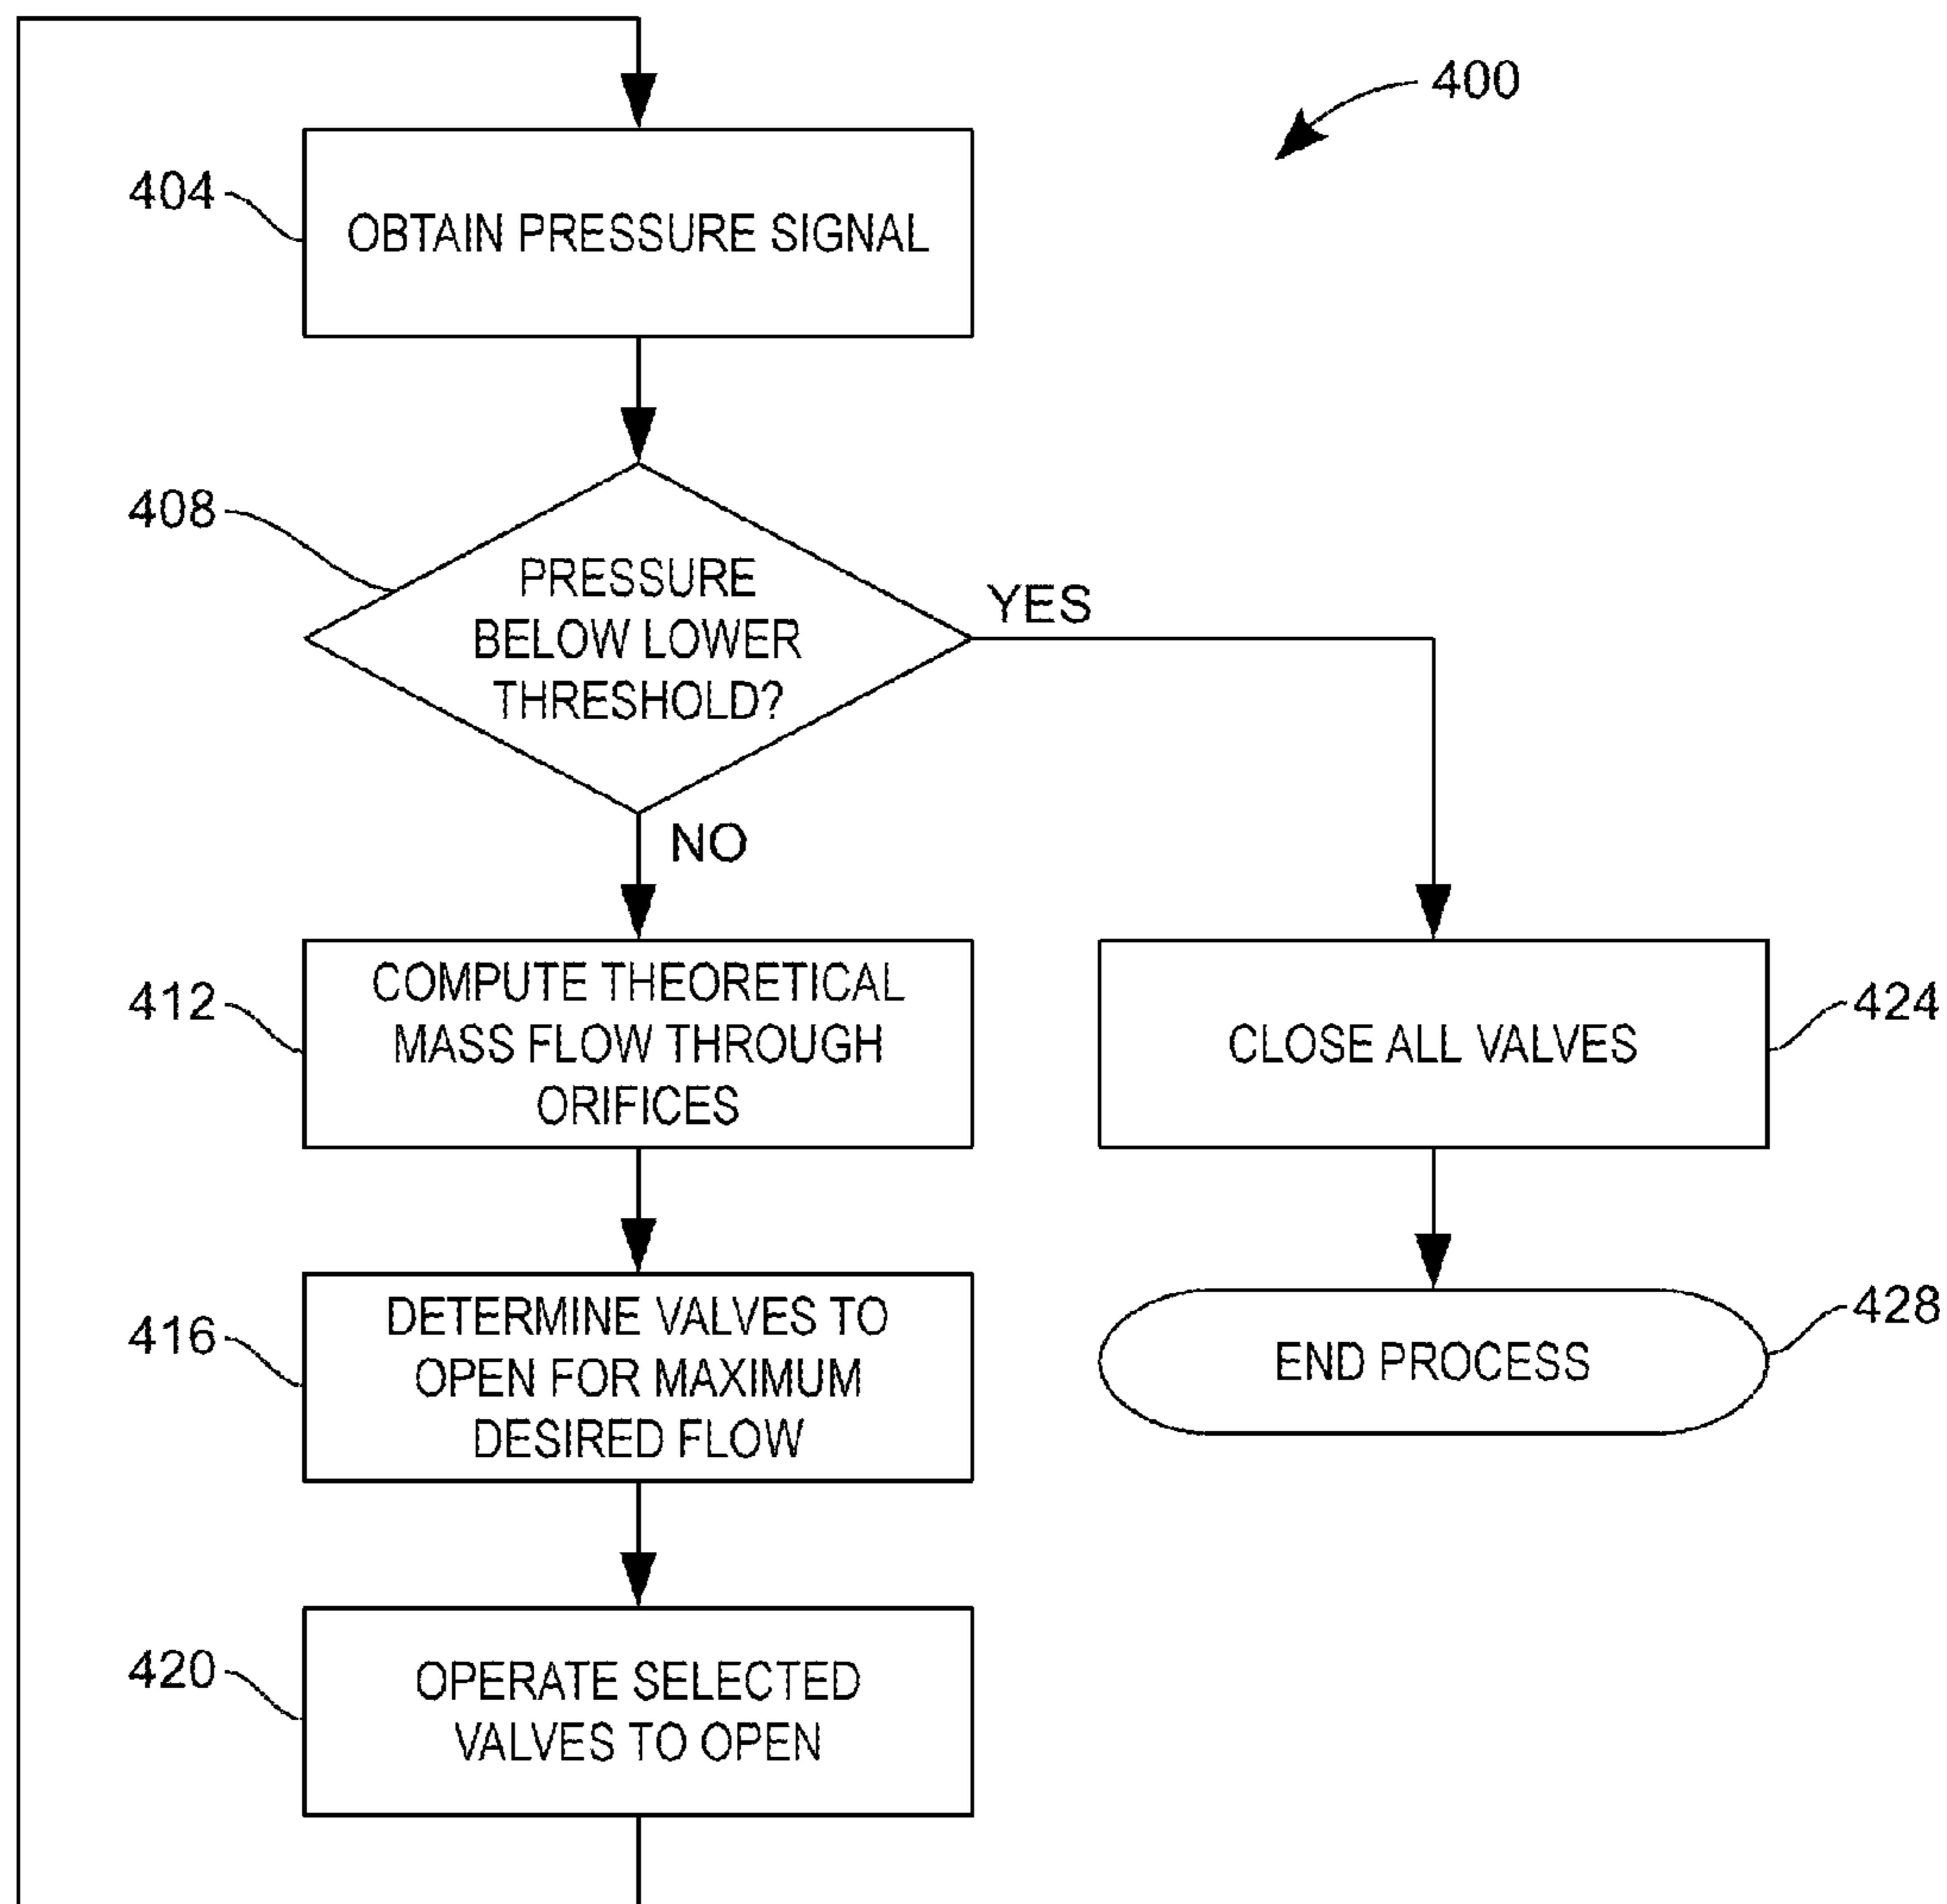 400
404
OBTAIN PRESSURE SIGNAL
408
PRESSURE
BELOW LOWER
THRESHOLD?
YES
NO
412
COMPUTE THEORETICAL
MASS FLOW THROUGH
ORIFICES
CLOSE ALL VALVES
424
416
DETERMINE VALVES TO
OPEN FOR MAXIMUM
DESIRED FLOW
END PROCESS
428
420
OPERATE SELECTED
VALVES TO OPEN